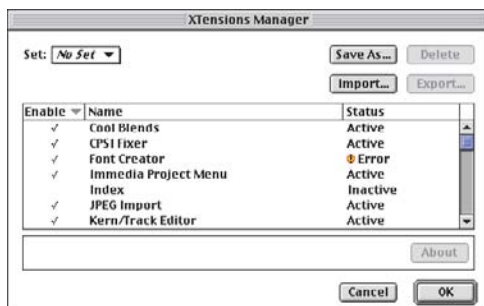 XTensions Manager
Set: No Set
Save As...
Delete
Import...
Export...
Enable Name Status
Cool Blends Active
CPSI Fixer Active
Font Creator Error
Immedia Project Menu Active
Index Inactive
JPEG Import Active
Kern/Track Editor Active
About
Cancel
OK